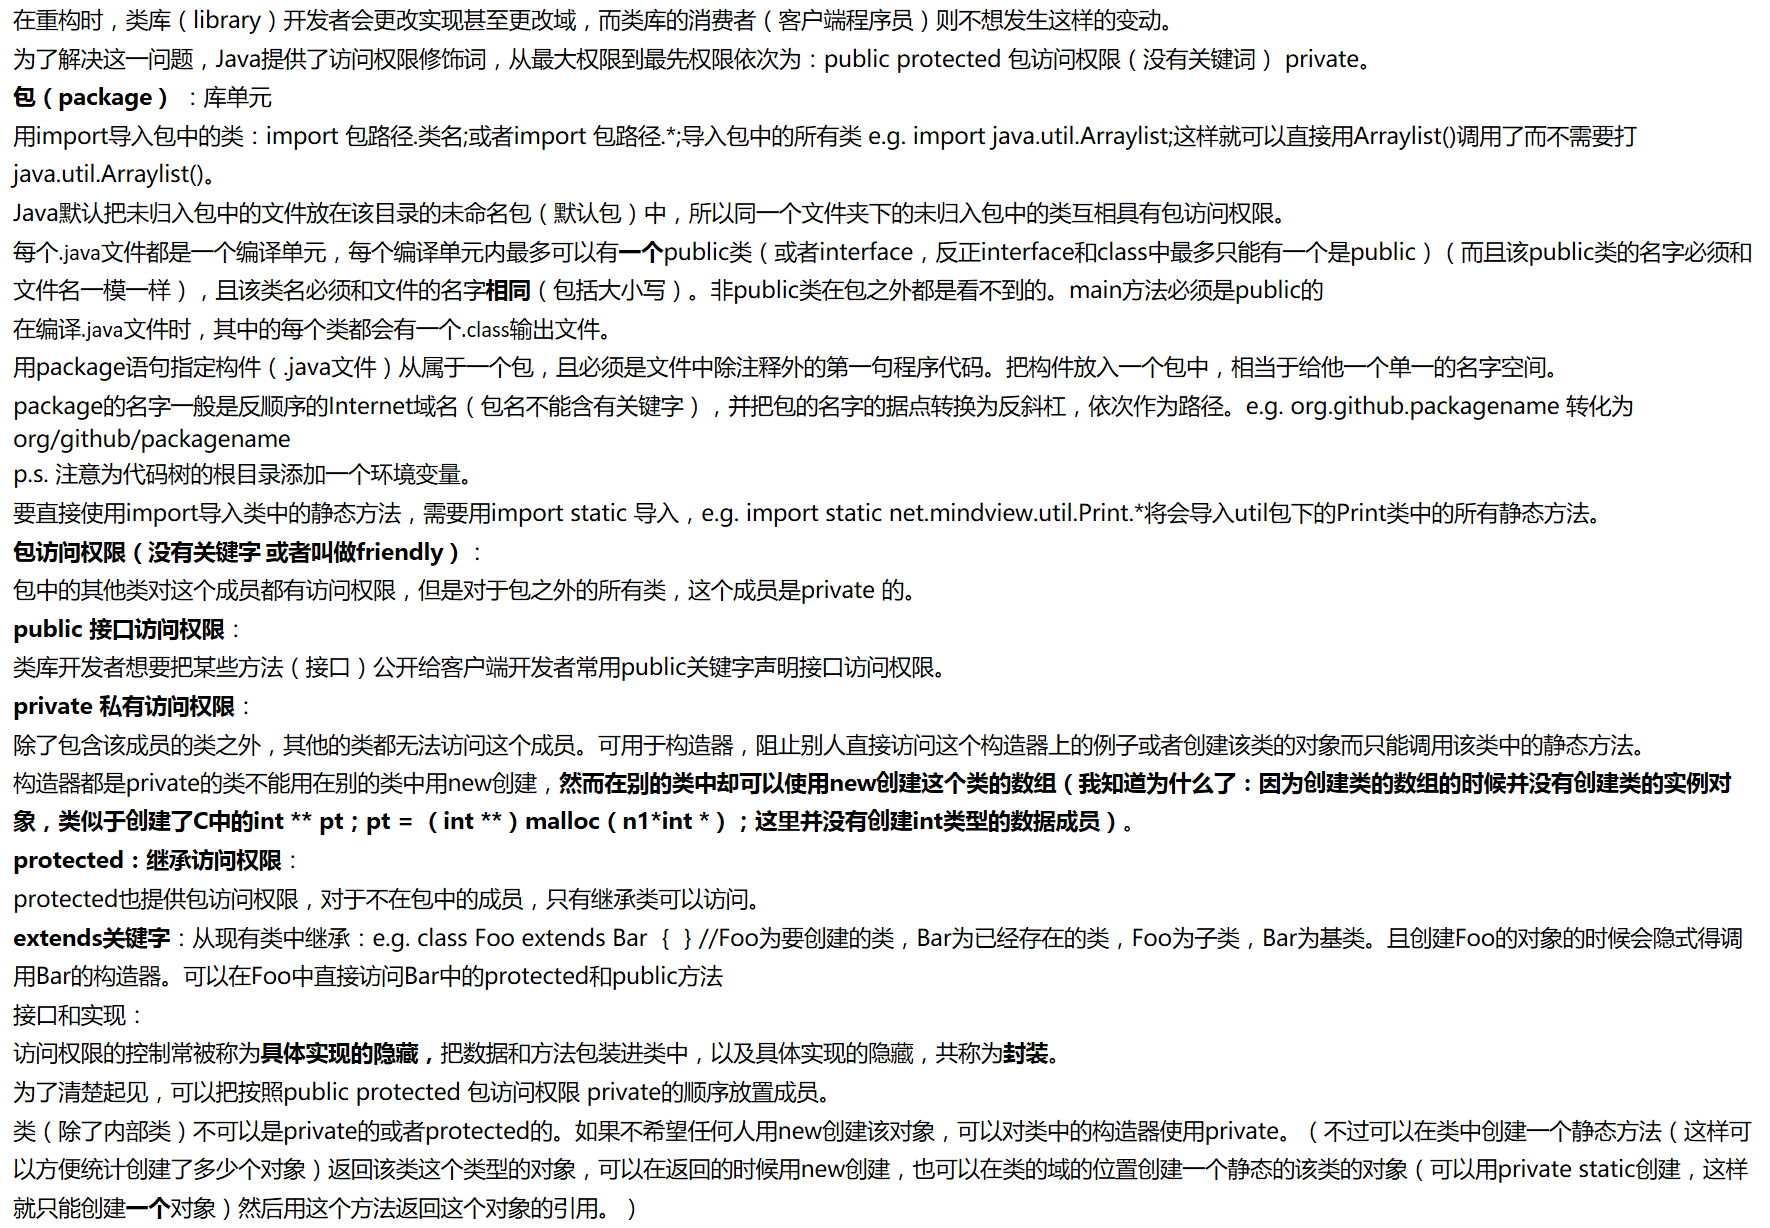 在重构时，类库（library）开发者会更改实现甚至更改域，而类库的消费者（客户端程序员）则不想发生这样的变动。
为了解决这一问题，Java提供了访问权限修饰词，从最大权限到最先权限依次为：public protected 包访问权限（没有关键词） private。
包（package） ：库单元
用import导入包中的类：import 包路径.类名;或者import 包路径.*;导入包中的所有类 e.g. import java.util.Arraylist;这样就可以直接用Arraylist()调用了而不需要打
java.util.Arraylist()。
Java默认把未归入包中的文件放在该目录的未命名包（默认包）中，所以同一个文件夹下的未归入包中的类互相具有包访问权限。
每个.java文件都是一个编译单元，每个编译单元内最多可以有一个public类（或者interface，反正interface和class中最多只能有一个是public）（而且该public类的名字必须和
文件名一模一样），且该类名必须和文件的名字相同（包括大小写）。非public类在包之外都是看不到的。main方法必须是public的
在编译.java文件时，其中的每个类都会有一个.class输出文件。
用package语句指定构件（.java文件）从属于一个包，且必须是文件中除注释外的第一句程序代码。把构件放入一个包中，相当于给他一个单一的名字空间。
package的名字一般是反顺序的Internet域名（包名不能含有关键字），并把包的名字的据点转换为反斜杠，依次作为路径。e.g. org.github.packagename 转化为
org/github/packagename
p.s. 注意为代码树的根目录添加一个环境变量。
要直接使用import导入类中的静态方法，需要用import static 导入，e.g. import static net.mindview.util.Print.*将会导入util包下的Print类中的所有静态方法。
包访问权限（没有关键字 或者叫做friendly）：
包中的其他类对这个成员都有访问权限，但是对于包之外的所有类，这个成员是private 的。
public 接口访问权限：
类库开发者想要把某些方法（接口）公开给客户端开发者常用public关键字声明接口访问权限。
private 私有访问权限：
除了包含该成员的类之外，其他的类都无法访问这个成员。可用于构造器，阻止别人直接访问这个构造器上的例子或者创建该类的对象而只能调用该类中的静态方法。
构造器都是private的类不能用在别的类中用new创建，然而在别的类中却可以使用new创建这个类的数组（我知道为什么了：因为创建类的数组的时候并没有创建类的实例对
象，类似于创建了C中的int ** pt；pt = （int **）malloc（n1*int *）；这里并没有创建int类型的数据成员）。
protected：继承访问权限：
protected也提供包访问权限，对于不在包中的成员，只有继承类可以访问。
extends关键字：从现有类中继承：e.g. class Foo extends Bar ｛ ｝//Foo为要创建的类，Bar为已经存在的类，Foo为子类，Bar为基类。且创建Foo的对象的时候会隐式得调
用Bar的构造器。可以在Foo中直接访问Bar中的protected和public方法
接口和实现：
访问权限的控制常被称为具体实现的隐藏，把数据和方法包装进类中，以及具体实现的隐藏，共称为封装。
为了清楚起见，可以把按照public protected 包访问权限 private的顺序放置成员。
类（除了内部类）不可以是private的或者protected的。如果不希望任何人用new创建该对象，可以对类中的构造器使用private。（不过可以在类中创建一个静态方法（这样可
以方便统计创建了多少个对象）返回该类这个类型的对象，可以在返回的时候用new创建，也可以在类的域的位置创建一个静态的该类的对象（可以用private static创建，这样
就只能创建一个对象）然后用这个方法返回这个对象的引用。）